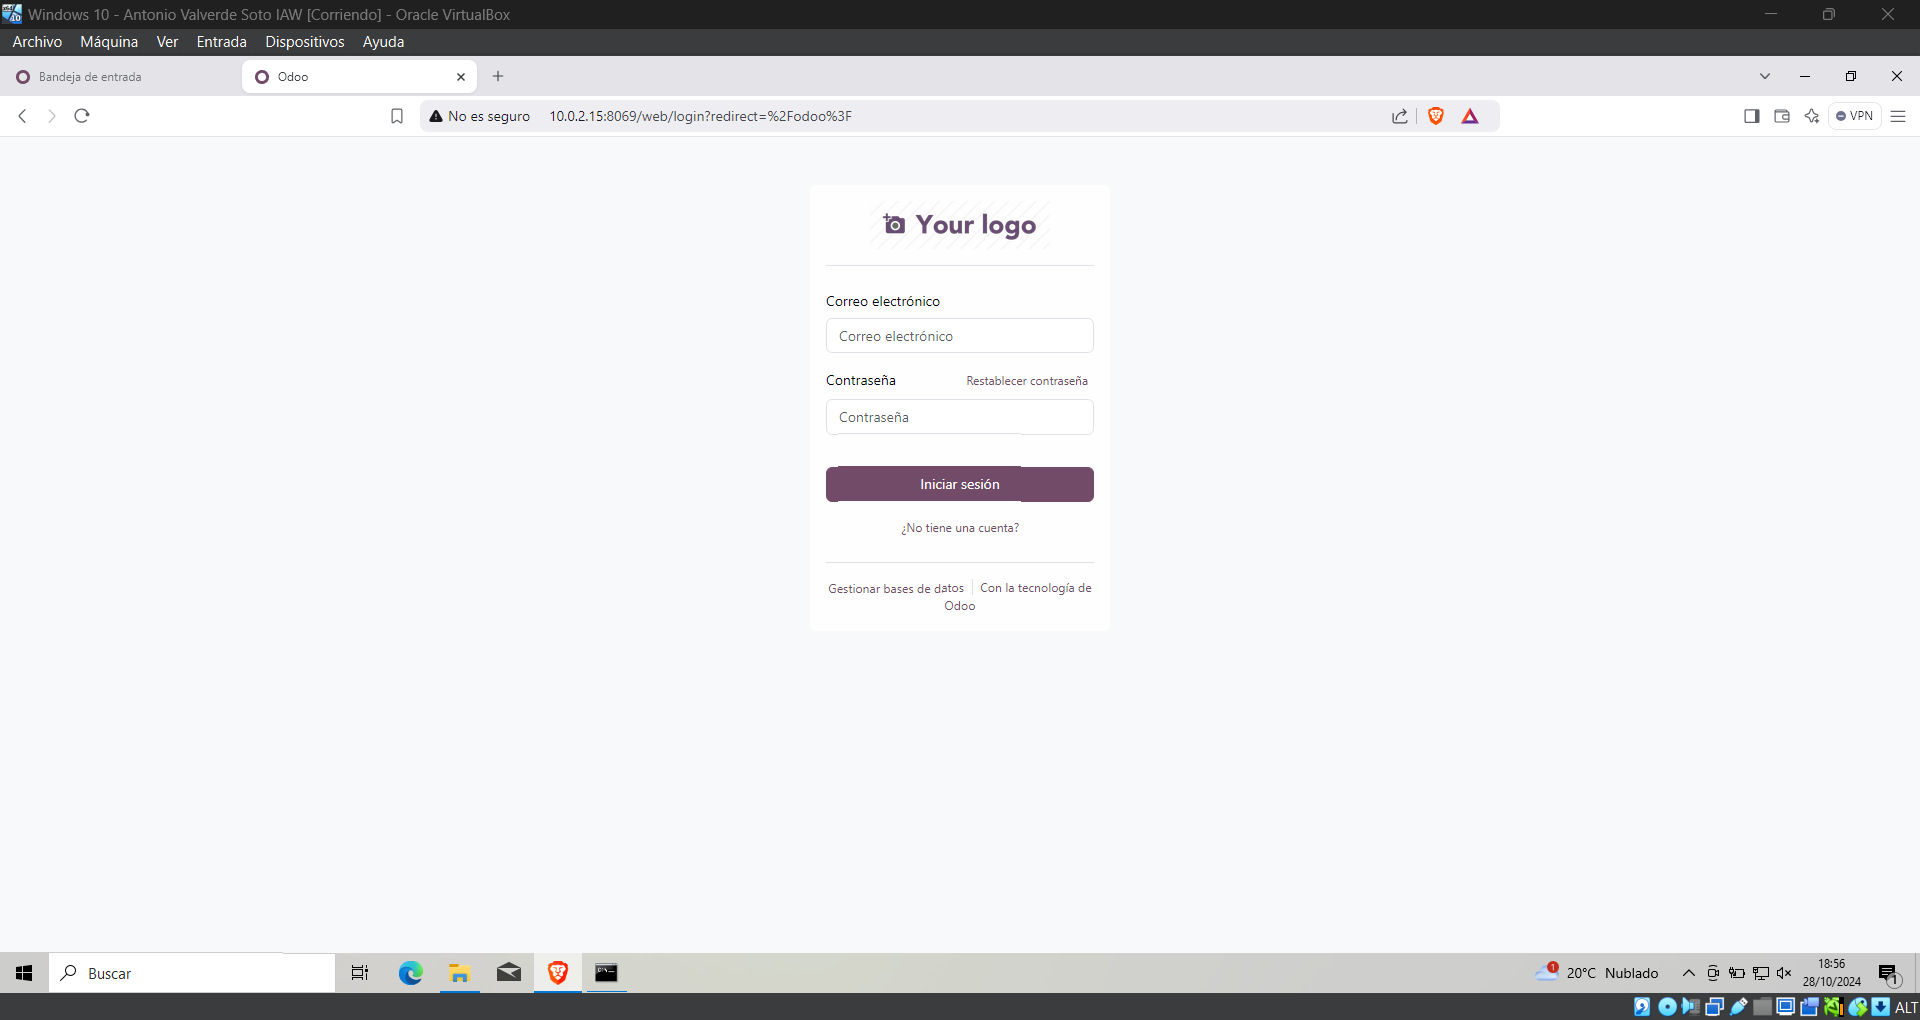 Windows 10 - Antonio Valverde Soto IAW [Corriendo] - Oracle VirtualBox
Archivo Máquina Ver Entrada Dispositivos Ayuda
Bandeja de entrada Odoo
No es seguro 10.0.2.15:8069/web/login?redirect=%2Fodoo%3F VPN
Your logo
Correo electrónico
Correo electrónico
Contraseña Restablecer contraseña
Contraseña
Iniciar sesión
¿No tiene una cuenta?
Gestionar bases de datos Con la tecnología de
Odoo
Buscar 1 20°C Nublado 18:56
28/10/2024 1
ALT